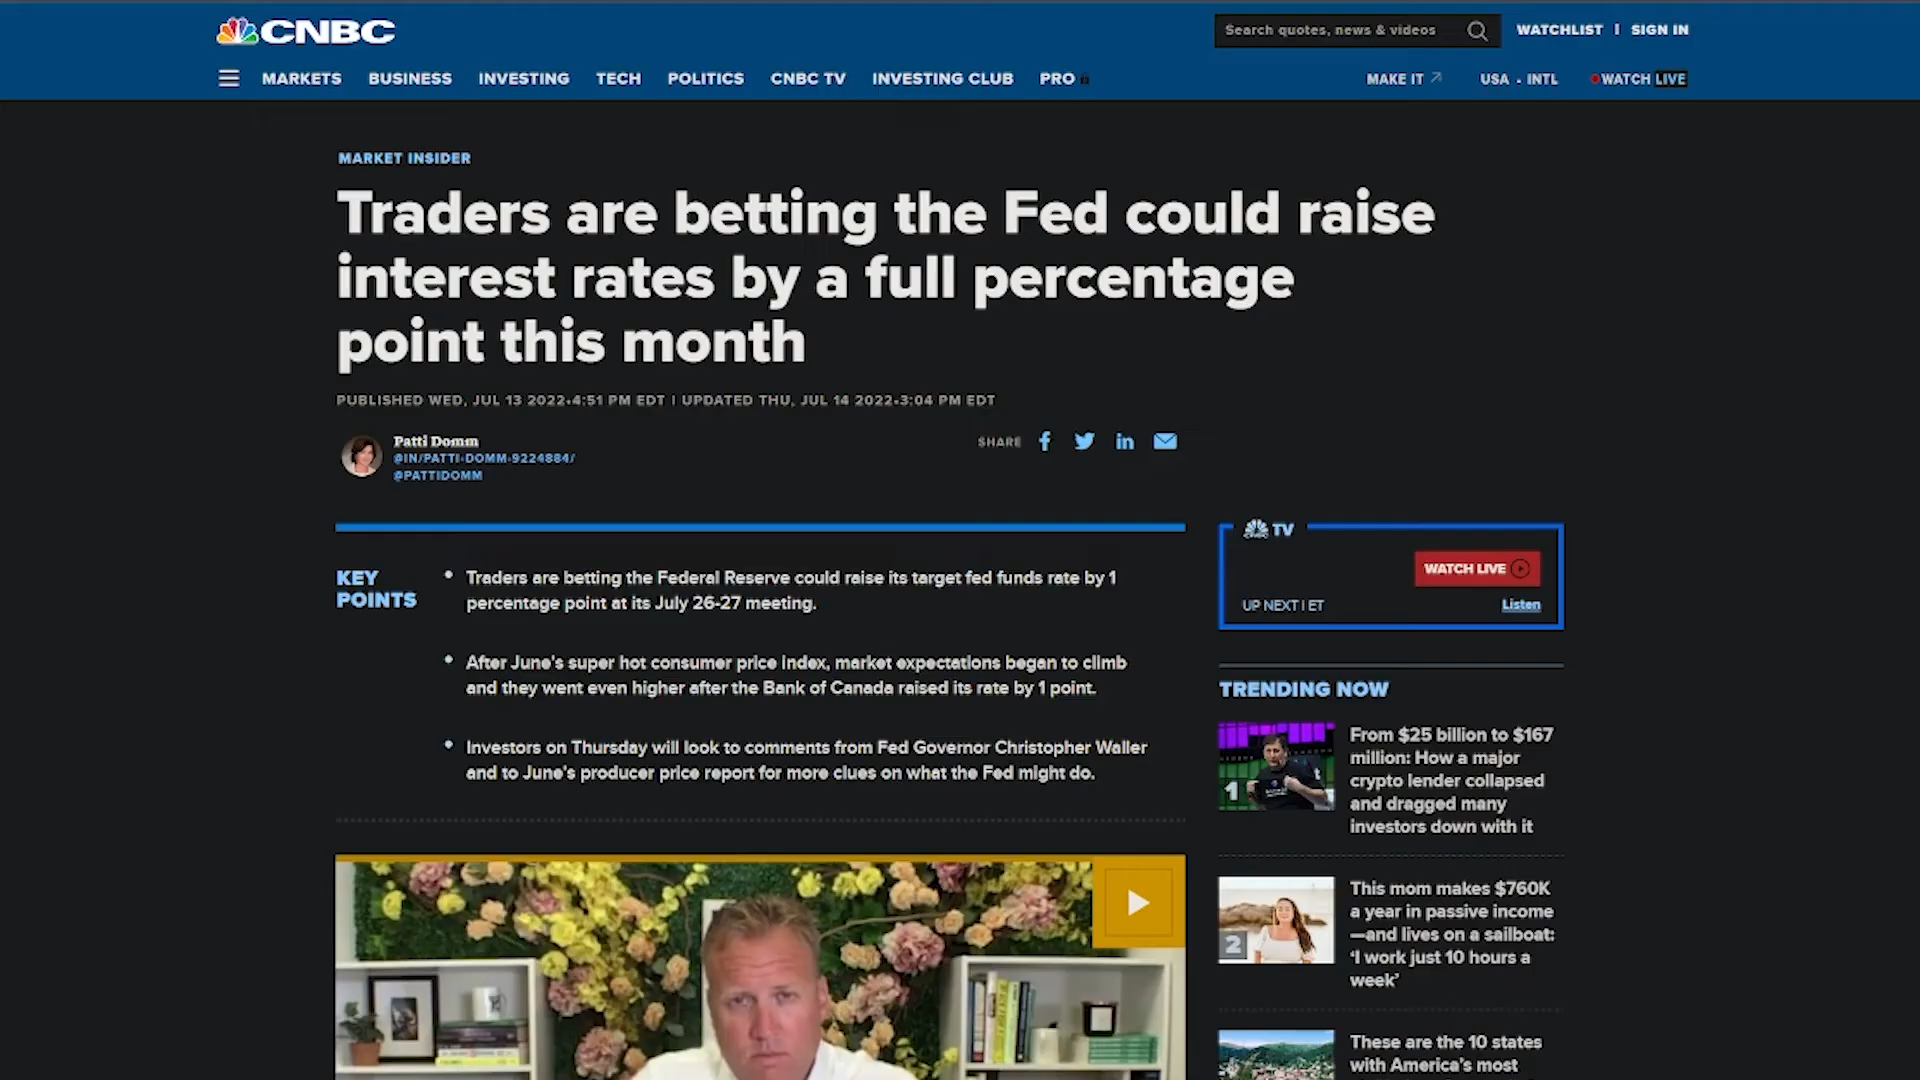 CNBC
Search quotes, news & videos
WATCHLIST | SIGN IN
MARKETS BUSINESS INVESTING TECH POLITICS CNBC TV INVESTING CLUB PRO
MAKE IT USA • INTL WATCH LIVE
MARKET INSIDER
Traders are betting the Fed could raise
interest rates by a full percentage
point this month
PUBLISHED WED, JUL 13 2022•4:51 PM EDT | UPDATED THU, JUL 14 2022•3:04 PM EDT
Patti Domm
@IN/PATTI-DOMM-9224884/
@PATTIDOMM
SHARE
KEY
POINTS
• Traders are betting the Federal Reserve could raise its target fed funds rate by 1
percentage point at its July 26-27 meeting.
• After June's super hot consumer price index, market expectations began to climb
and they went even higher after the Bank of Canada raised its rate by 1 point.
• Investors on Thursday will look to comments from Fed Governor Christopher Waller
and to June's producer price report for more clues on what the Fed might do.
TV
WATCH LIVE
UP NEXT | ET
Listen
TRENDING NOW
1
From $25 billion to $167
million: How a major
crypto lender collapsed
and dragged many
investors down with it
2
This mom makes $760K
a year in passive income
—and lives on a sailboat:
‘I work just 10 hours a
week’
These are the 10 states
with America’s most